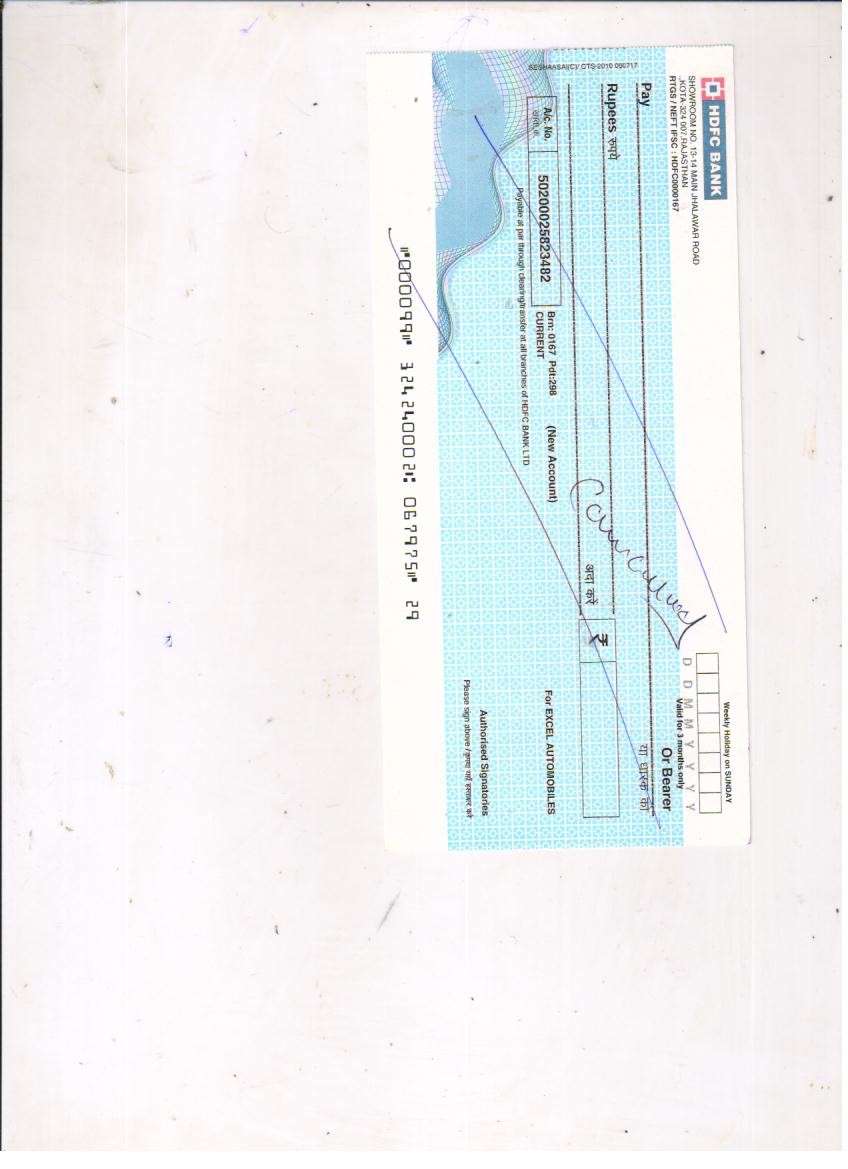 HDFC BANK
SHOWROOM NO. 13-14 MAIN JHALAWAR ROAD
,KOTA-324 007,RAJASTHAN
RTGS / NEFT IFSC : HDFC0000167
Weekly Holiday on SUNDAY
D D M M Y Y Y Y
Valid for 3 months only
Pay
Or Bearer
या धारक को
Rupees रुपये
अदा करें
₹
A/c. No.
50200025823482
Brn: 0167 Pdt:298
(New Account)
CURRENT
For EXCEL AUTOMOBILES
Payable at par through clearing/transfer at all branches of HDFC BANK LTD
Authorised Signatories
Please sign above / कृपया यहाँ हस्ताक्षर करें
SESHAASAI(C)/ CTS-2010 090717
⑈000099⑈ 324240002⑆ 067975⑈ 29